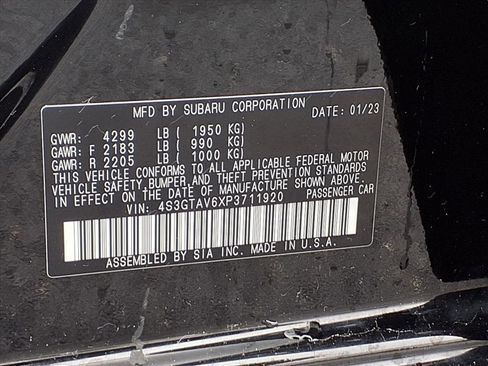 MFD BY SUBARU CORPORATION DATE: 01/23
GVWR: 4299 LB ( 1950 KG)
GAWR: F 2183 LB ( 990 KG)
GAWR: R 2205 LB ( 1000 KG)
THIS VEHICLE CONFORMS TO ALL APPLICABLE FEDERAL MOTOR
VEHICLE SAFETY, BUMPER, AND THEFT PREVENTION STANDARDS
IN EFFECT ON THE DATE OF MANUFACTURE SHOWN ABOVE.
VIN: 4S3GTAV6XP3711920 PASSENGER CAR
ASSEMBLED BY SIA INC. MADE IN U.S.A.